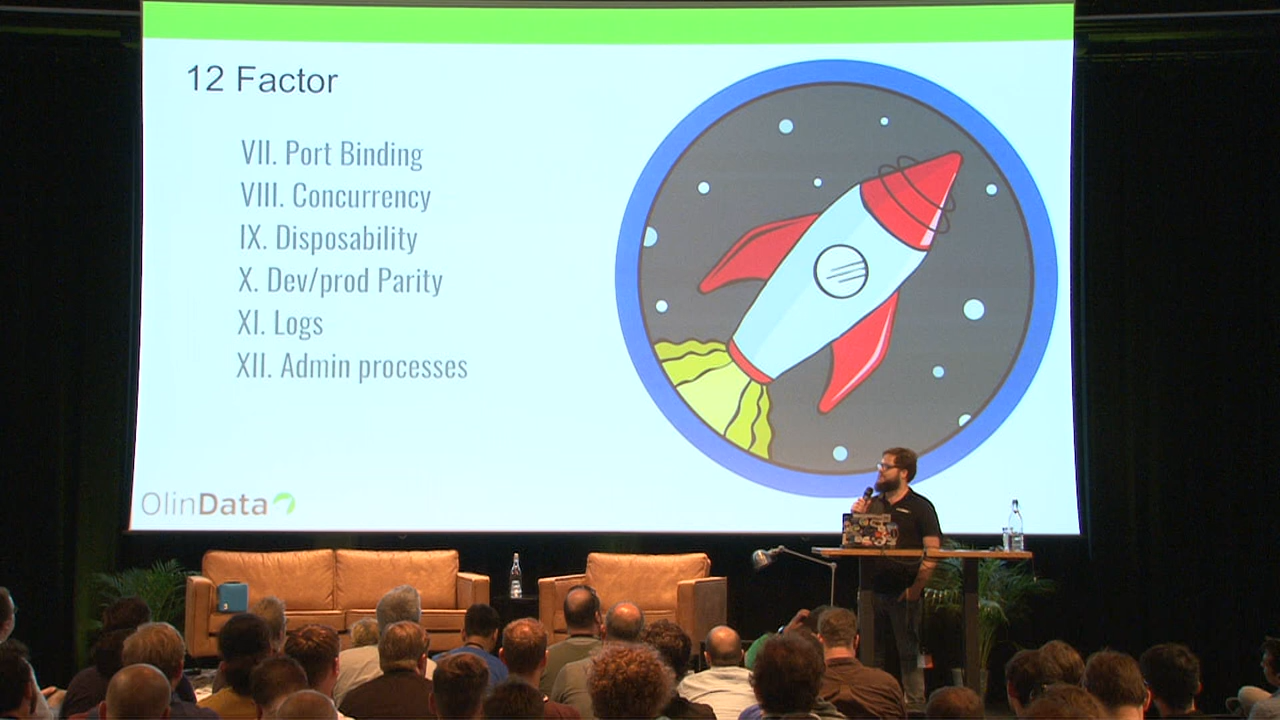 12 Factor
VII. Port Binding
VIII. Concurrency
IX. Disposability
X. Dev/prod Parity
XI. Logs
XII. Admin processes
OlinData